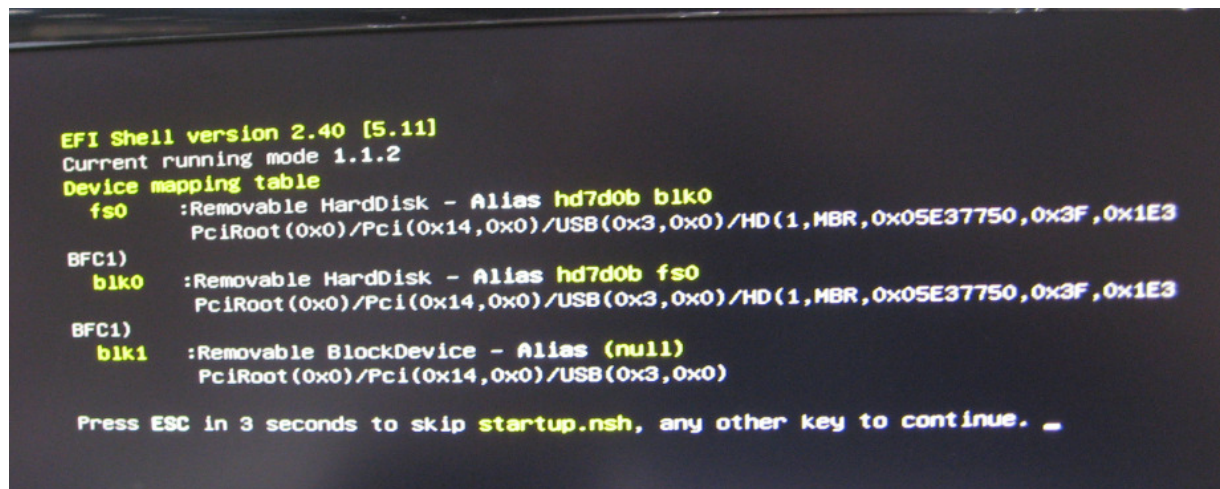 EFI Shell version 2.40 [5.11]
Current running mode 1.1.2
Device mapping table
fs0 :Removable HardDisk - Alias hd7d0b blk0
PciRoot(0x0)/Pci(0x14,0x0)/USB(0x3,0x0)/HD(1,MBR,0x05E37750,0x3F,0x1E3
BFC1)
blk0 :Removable HardDisk - Alias hd7d0b fs0
PciRoot(0x0)/Pci(0x14,0x0)/USB(0x3,0x0)/HD(1,MBR,0x05E37750,0x3F,0x1E3
BFC1)
blk1 :Removable BlockDevice - Alias (null)
PciRoot(0x0)/Pci(0x14,0x0)/USB(0x3,0x0)
Press ESC in 3 seconds to skip startup.nsh, any other key to continue. _